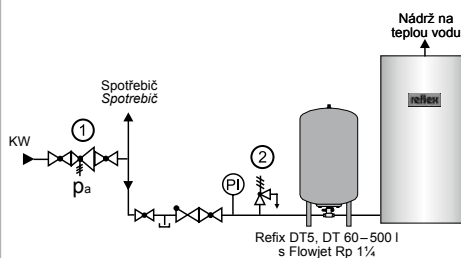 Nádrž na
teplou vodu
Spotřebič
Spotrebič
reflex
KW
1
2
pa
PI
Refix DT5, DT 60–500 l
s Flowjet Rp 1¼